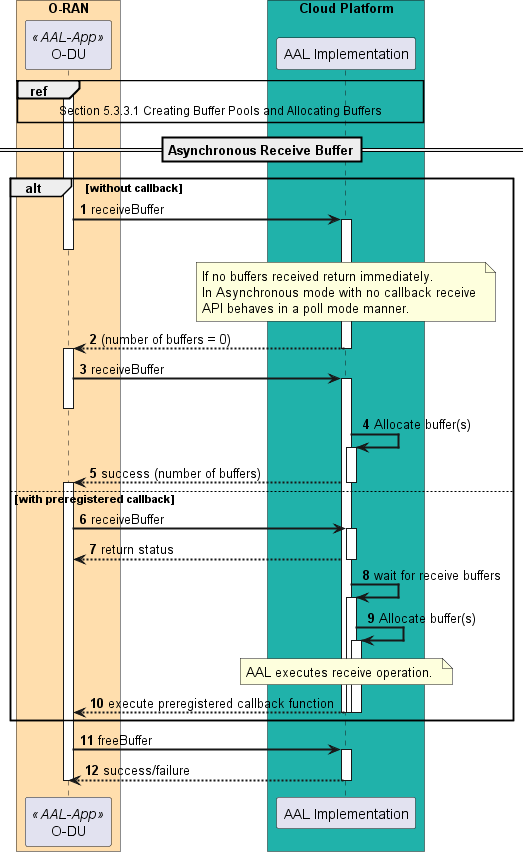 O-RAN
Cloud Platform
« AAL-App»
O-DU
AAL Implementation
ref
Section 5.3.3.1 Creating Buffer Pools and Allocating Buffers
Asynchronous Receive Buffer
alt
[without callback]
1 receiveBuffer
If no buffers received return immediately.
In Asynchronous mode with no callback receive
API behaves in a poll mode manner.
2 (number of buffers = 0)
3 receiveBuffer
4 Allocate buffer(s)
5 success (number of buffers)
[with preregistered callback]
6 receiveBuffer
7 return status
8 wait for receive buffers
9 Allocate buffer(s)
AAL executes receive operation.
10 execute preregistered callback function
11 freeBuffer
12 success/failure
« AAL-App»
O-DU
AAL Implementation